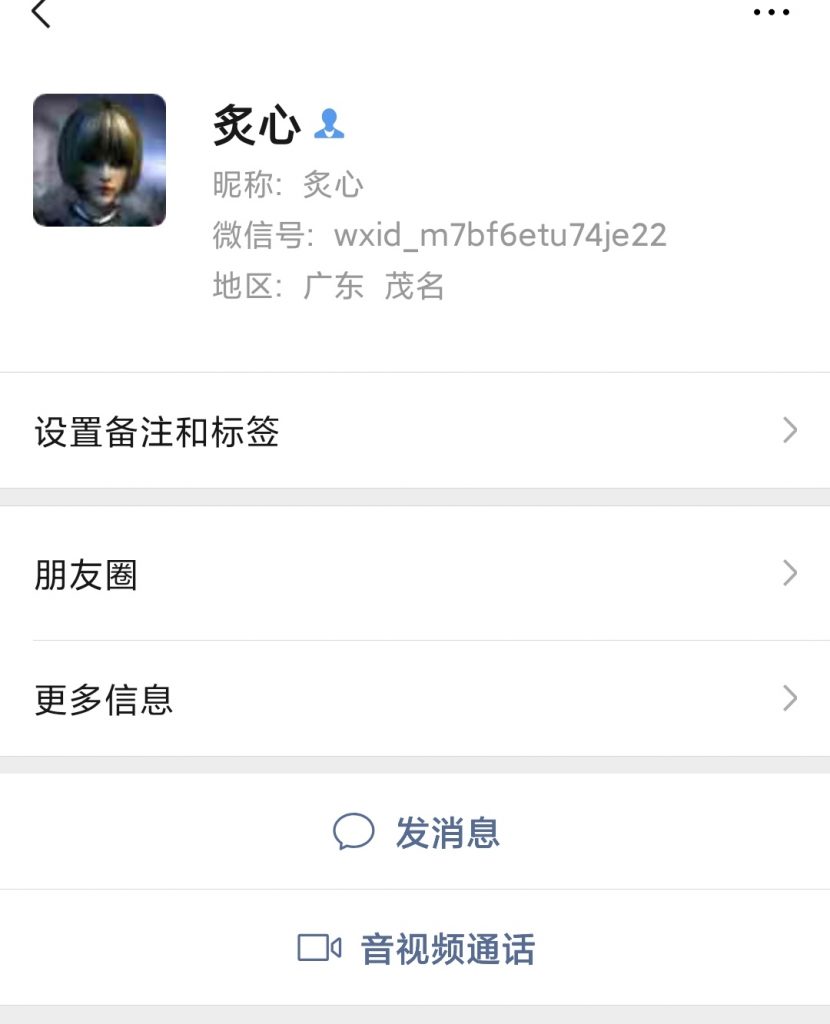 炙心
昵称: 炙心
微信号: wxid_m7bf6etu74je22
地区: 广东 茂名
设置备注和标签
朋友圈
更多信息
发消息
音视频通话